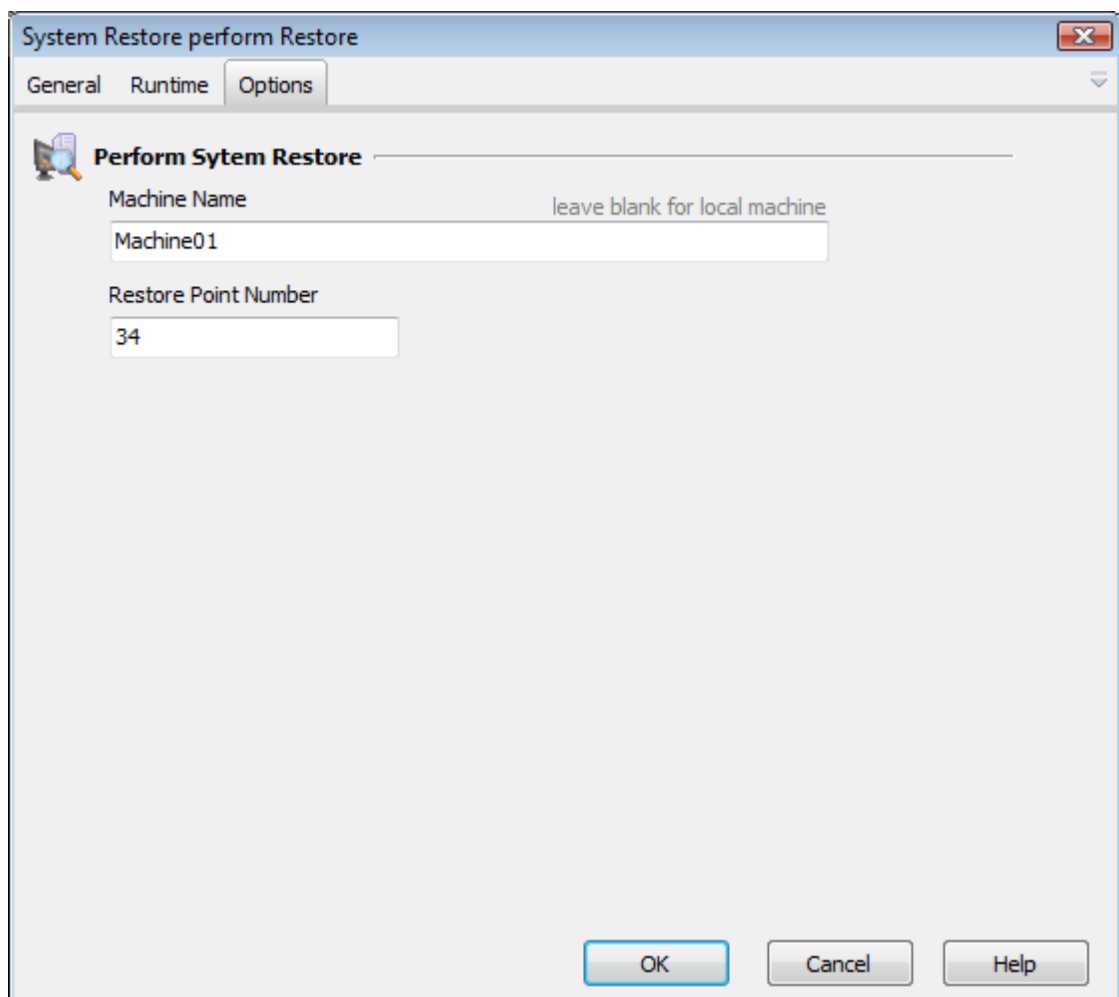 System Restore perform Restore
General Runtime Options
Perform Sytem Restore
Machine Name leave blank for local machine
Machine01
Restore Point Number
34
OK Cancel Help